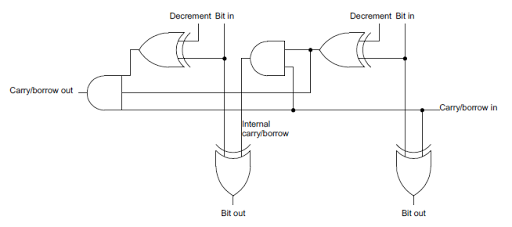 Decrement Bit in
Decrement Bit in
Carry/borrow out
Carry/borrow in
Internal
carry/borrow
Bit out
Bit out